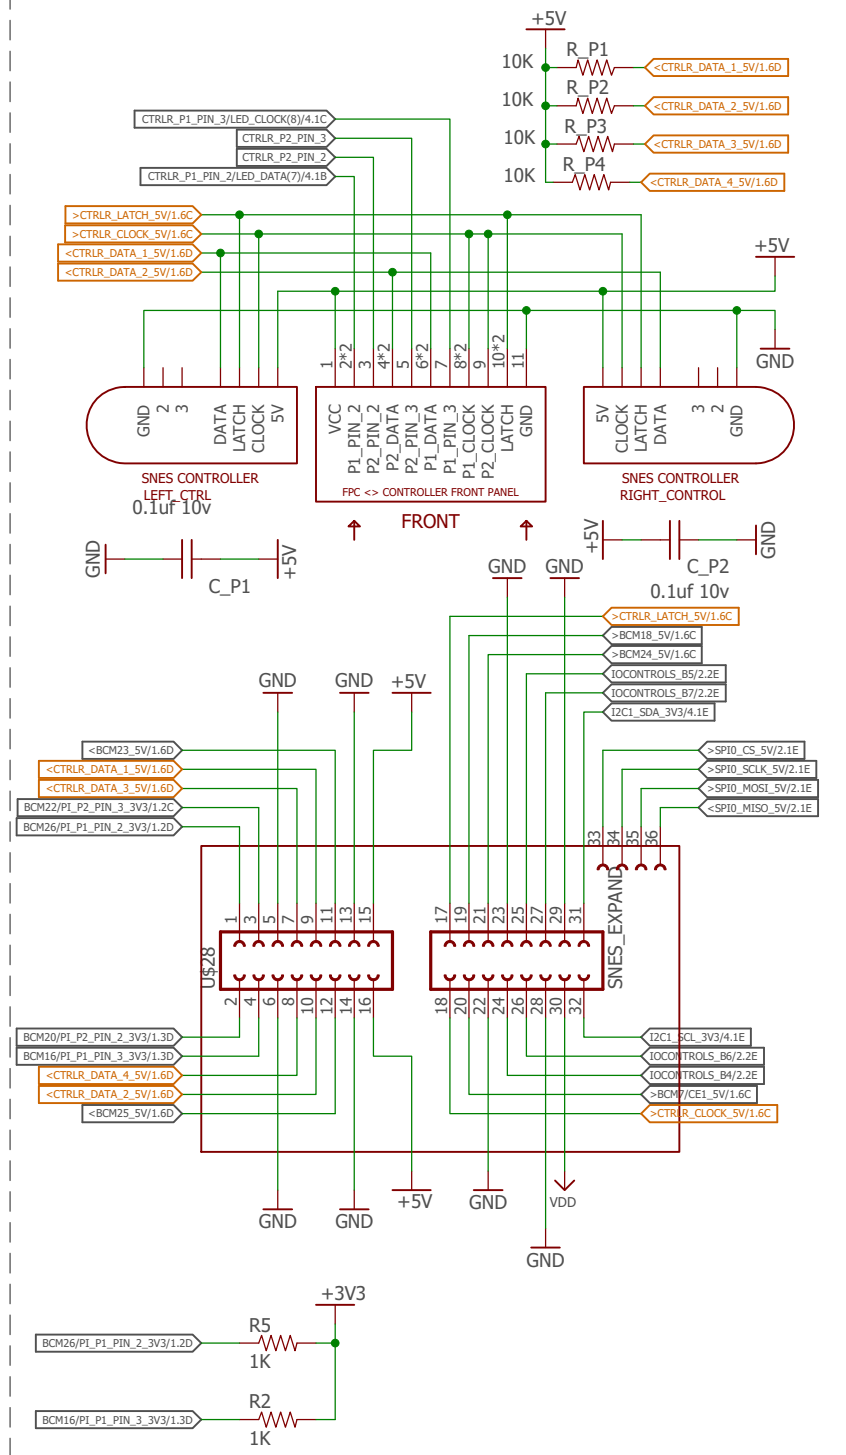 +5V
10K R_P1 <CTRLR_DATA_1_5V/1.6D
10K R_P2 <CTRLR_DATA_2_5V/1.6D
10K R_P3 <CTRLR_DATA_3_5V/1.6D
10K R_P4 <CTRLR_DATA_4_5V/1.6D
CTRLR_P1_PIN_3/LED_CLOCK(8)/4.1C
CTRLR_P2_PIN_3
CTRLR_P2_PIN_2
CTRLR_P1_PIN_2/LED_DATA(7)/4.1B
>CTRLR_LATCH_5V/1.6C
>CTRLR_CLOCK_5V/1.6C
<CTRLR_DATA_1_5V/1.6D
<CTRLR_DATA_2_5V/1.6D
+5V
GND
1 2*2 3 4*2 5 6*2 7 8*2 9 10*2 11
GND 2 3 DATA LATCH CLOCK 5V
VCC P1_PIN_2 P2_PIN_2 P2_DATA P2_PIN_3 P1_DATA P1_PIN_3 P1_CLOCK P2_CLOCK LATCH GND
5V CLOCK LATCH DATA 3 2 GND
SNES CONTROLLER
LEFT_CTRL
FPC <> CONTROLLER FRONT PANEL
SNES CONTROLLER
RIGHT_CONTROL
0.1uf 10v
FRONT
GND +5V
C_P1
+5V GND
C_P2
0.1uf 10v
GND GND
>CTRLR_LATCH_5V/1.6C
>BCM18_5V/1.6C
>BCM24_5V/1.6C
IOCONTROLS_B5/2.2E
IOCONTROLS_B7/2.2E
I2C1_SDA_3V3/4.1E
GND GND +5V
<BCM23_5V/1.6D
<CTRLR_DATA_1_5V/1.6D
<CTRLR_DATA_3_5V/1.6D
BCM22/PI_P2_PIN_3_3V3/1.2C
BCM26/PI_P1_PIN_2_3V3/1.2D
>SPI0_CS_5V/2.1E
>SPI0_SCLK_5V/2.1E
>SPI0_MOSI_5V/2.1E
<SPI0_MISO_5V/2.1E
33 34 35 36
1 3 5 7 9 11 13 15
17 19 21 23 25 27 29 31
U$28
SNES_EXPAND
2 4 6 8 10 12 14 16
18 20 22 24 26 28 30 32
BCM20/PI_P2_PIN_2_3V3/1.3D
BCM16/PI_P1_PIN_3_3V3/1.3D
<CTRLR_DATA_4_5V/1.6D
<CTRLR_DATA_2_5V/1.6D
<BCM25_5V/1.6D
I2C1_SCL_3V3/4.1E
IOCONTROLS_B6/2.2E
IOCONTROLS_B4/2.2E
>BCM7/CE1_5V/1.6C
>CTRLR_CLOCK_5V/1.6C
GND GND +5V GND VDD
GND
+3V3
BCM26/PI_P1_PIN_2_3V3/1.2D R5
1K
BCM16/PI_P1_PIN_3_3V3/1.3D R2
1K